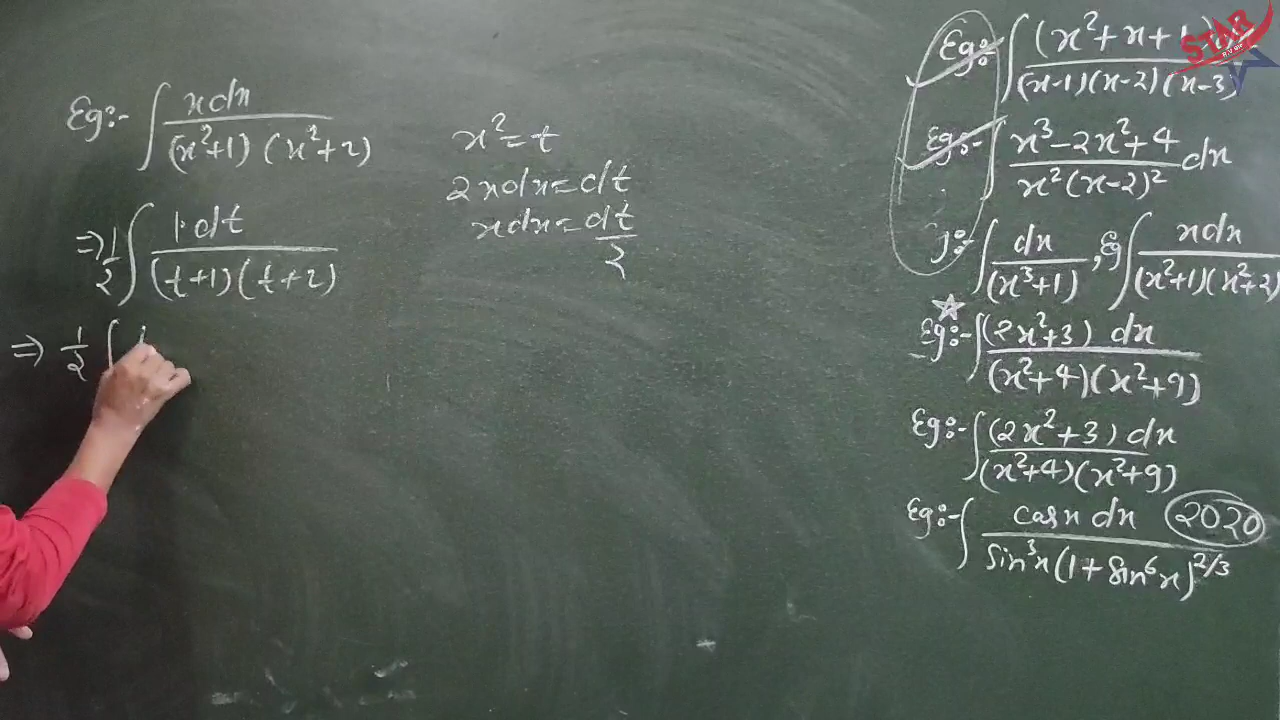 Eg:- ∫ x dx / (x²+1) (x²+2)
x² = t
2x dx = dt
x dx = dt/2
⇒ 1/2 ∫ 1·dt / (t+1) (t+2)
⇒ 1/2 ∫
Eg:- ∫ (x²+x+1) / (x-1)(x-2)(x-3)
Eg:- ∫ x³-2x²+4 / x²(x-2)² dx
∫ dx / (x³+1) , Eg ∫ x dx / (x²+1)(x²+2)
Eg:- ∫ (2x²+3) dx / (x²+4)(x²+9)
Eg:- ∫ (2x²+3) dx / (x²+4)(x²+9)
Eg:- ∫ cosx dx / sin³x(1+sin⁶x)^2/3 2020
STAR